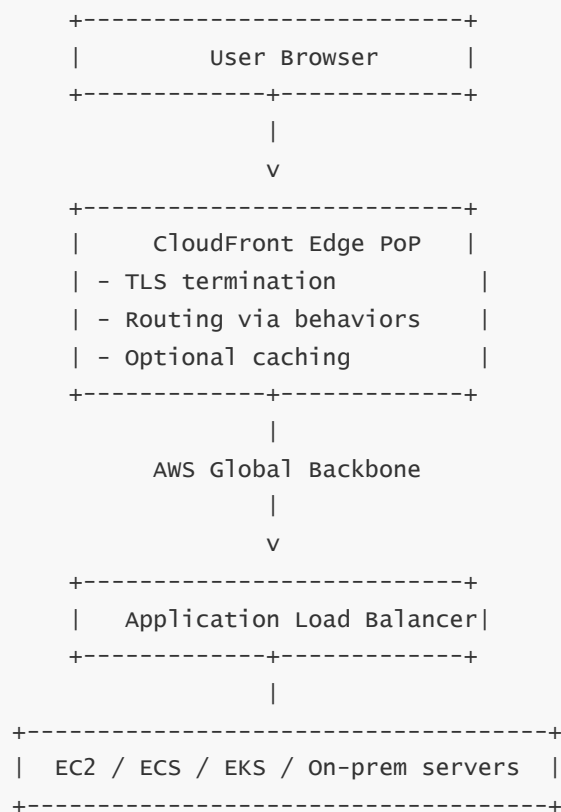 +---------------------------+
|         User Browser      |
+-------------+-------------+
              |
              v
+---------------------------+
|     CloudFront Edge PoP   |
| - TLS termination          |
| - Routing via behaviors    |
| - Optional caching         |
+-------------+-------------+
              |
      AWS Global Backbone
              |
              v
+---------------------------+
|   Application Load Balancer|
+-------------+-------------+
              |
+-------------------------------------+
|  EC2 / ECS / EKS / On-prem servers  |
+-------------------------------------+